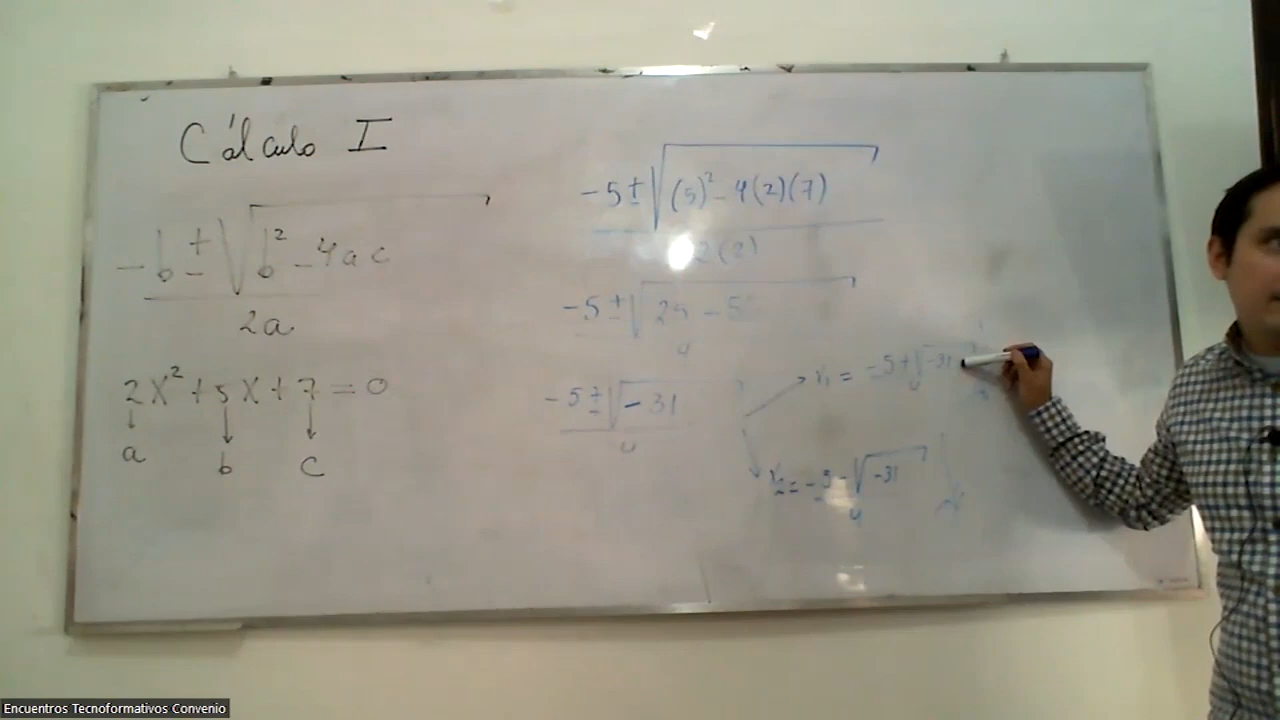 Cálculo I
-b ± √b² - 4ac
2a
2x² + 5x + 7 = 0
a b c
-5 ± √(5)² - 4(2)(7)
2(2)
-5 ± √25 - 5
4
-5 ± √-31
4
x₁ = -5 + √-31
4
x₂ = -5 - √-31
4
Encuentros Tecnoformativos Convenio